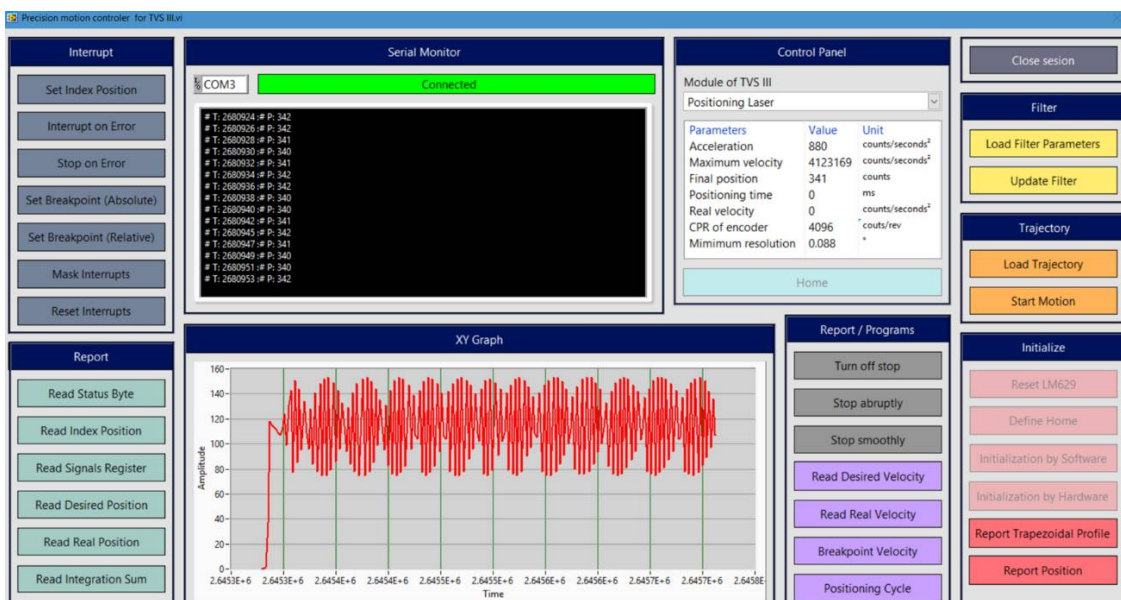 Precision motion controler for TVS III.vi
Interrupt
Set Index Position
Interrupt on Error
Stop on Error
Set Breakpoint (Absolute)
Set Breakpoint (Relative)
Mask Interrupts
Reset Interrupts
Report
Read Status Byte
Read Index Position
Read Signals Register
Read Desired Position
Read Real Position
Read Integration Sum
Serial Monitor
COM3
Connected
# T: 2680924 :# P: 342
# T: 2680926 :# P: 342
# T: 2680928 :# P: 341
# T: 2680930 :# P: 340
# T: 2680932 :# P: 341
# T: 2680934 :# P: 342
# T: 2680936 :# P: 342
# T: 2680938 :# P: 340
# T: 2680940 :# P: 340
# T: 2680942 :# P: 341
# T: 2680945 :# P: 342
# T: 2680947 :# P: 341
# T: 2680949 :# P: 340
# T: 2680951 :# P: 340
# T: 2680953 :# P: 342
Control Panel
Module of TVS III
Positioning Laser
Parameters Value Unit
Acceleration 880 counts/seconds²
Maximum velocity 4123169 counts/seconds²
Final position 341 counts
Positioning time 0 ms
Real velocity 0 counts/seconds²
CPR of encoder 4096 couts/rev
Mimimum resolution 0.088 °
Home
XY Graph
Amplitude
160
140
120
100
80
60
40
20
0
2.6453E+6 2.6453E+6 2.6454E+6 2.6454E+6 2.6455E+6 2.6455E+6 2.6456E+6 2.6456E+6 2.6457E+6 2.6457E+6 2.6458E+
Time
Report / Programs
Turn off stop
Stop abruptly
Stop smoothly
Read Desired Velocity
Read Real Velocity
Breakpoint Velocity
Positioning Cycle
Close sesion
Filter
Load Filter Parameters
Update Filter
Trajectory
Load Trajectory
Start Motion
Initialize
Reset LM629
Define Home
Initialization by Software
Initialization by Hardware
Report Trapezoidal Profile
Report Position